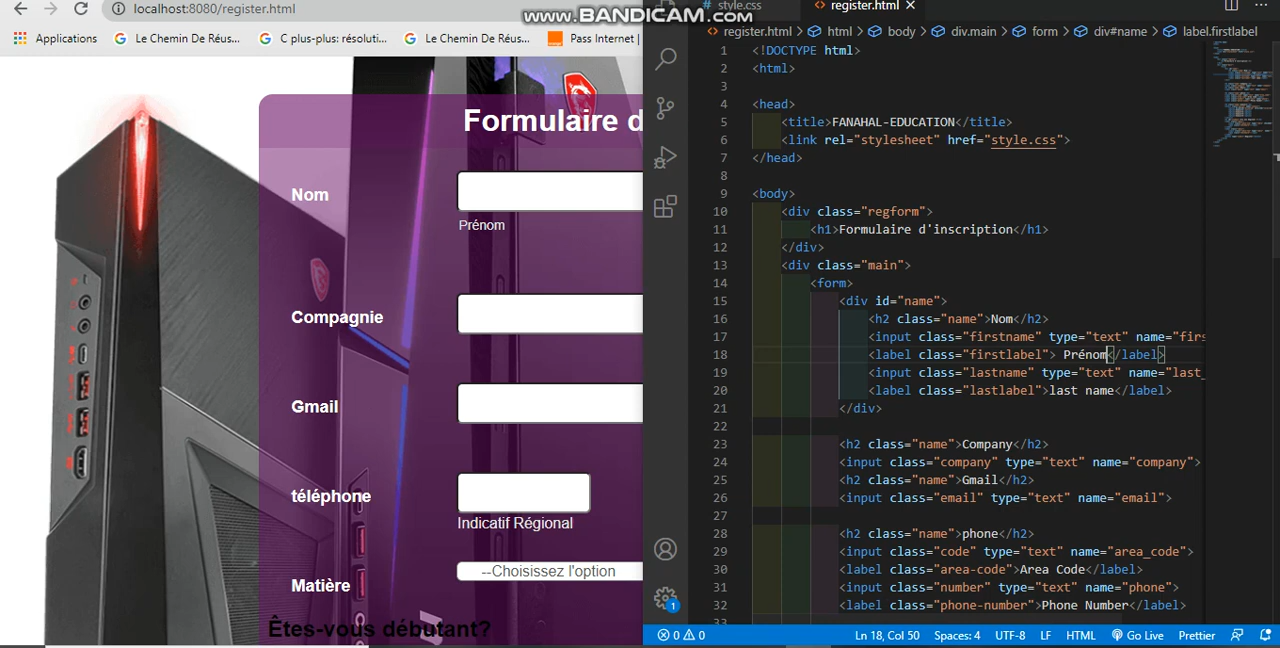 www.BANDICAM.com
localhost:8080/register.html
Applications
Le Chemin De Réus...
C plus-plus: résoluti...
Le Chemin De Réus...
Pass Internet |
Formulaire d
Nom
Prénom
Compagnie
Gmail
téléphone
Indicatif Régional
Matière
--Choisissez l'option
Êtes-vous débutant?
# style.css
<> register.html
<> register.html > html > body > div.main > form > div#name > label.firstlabel
1 <!DOCTYPE html>
2 <html>
3
4 <head>
5 <title>FANAHAL-EDUCATION</title>
6 <link rel="stylesheet" href="style.css">
7 </head>
8
9 <body>
10 <div class="regform">
11 <h1>Formulaire d'inscription</h1>
12 </div>
13 <div class="main">
14 <form>
15 <div id="name">
16 <h2 class="name">Nom</h2>
17 <input class="firstname" type="text" name="firs
18 <label class="firstlabel"> Prénom</label>
19 <input class="lastname" type="text" name="last_
20 <label class="lastlabel">last name</label>
21 </div>
22
23 <h2 class="name">Company</h2>
24 <input class="company" type="text" name="company">
25 <h2 class="name">Gmail</h2>
26 <input class="email" type="text" name="email">
27
28 <h2 class="name">phone</h2>
29 <input class="code" type="text" name="area_code">
30 <label class="area-code">Area Code</label>
31 <input class="number" type="text" name="phone">
32 <label class="phone-number">Phone Number</label>
33
1
0 0 Ln 18, Col 50 Spaces: 4 UTF-8 LF HTML Go Live Prettier